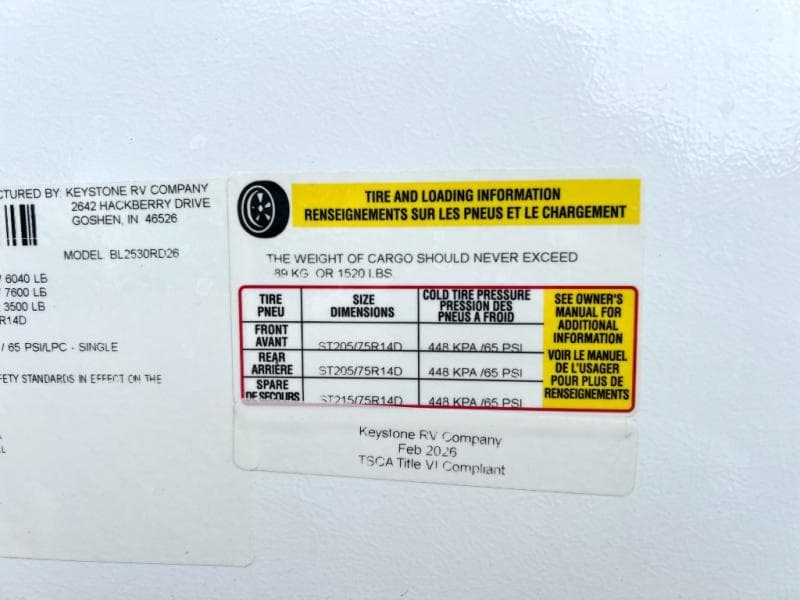 CTURED BY: KEYSTONE RV COMPANY
2642 HACKBERRY DRIVE
GOSHEN, IN 46526
MODEL BL2530RD26
6040 LB
7600 LB
3500 LB
R14D
/ 65 PSI/LPC - SINGLE
ETY STANDARDS IN EFFECT ON THE
TIRE AND LOADING INFORMATION
RENSEIGNEMENTS SUR LES PNEUS ET LE CHARGEMENT
THE WEIGHT OF CARGO SHOULD NEVER EXCEED
89 KG OR 1520 LBS
TIRE PNEU SIZE DIMENSIONS COLD TIRE PRESSURE PRESSION DES PNEUS A FROID
FRONT AVANT ST205/75R14D 448 KPA /65 PSI
REAR ARRIÈRE ST205/75R14D 448 KPA /65 PSI
SPARE DE SECOURS ST215/75R14D 448 KPA /65 PSI
SEE OWNER'S
MANUAL FOR
ADDITIONAL
INFORMATION
VOIR LE MANUEL
DE L'USAGER
POUR PLUS DE
RENSEIGNEMENTS
Keystone RV Company
Feb 2026
TSCA Title VI Compliant